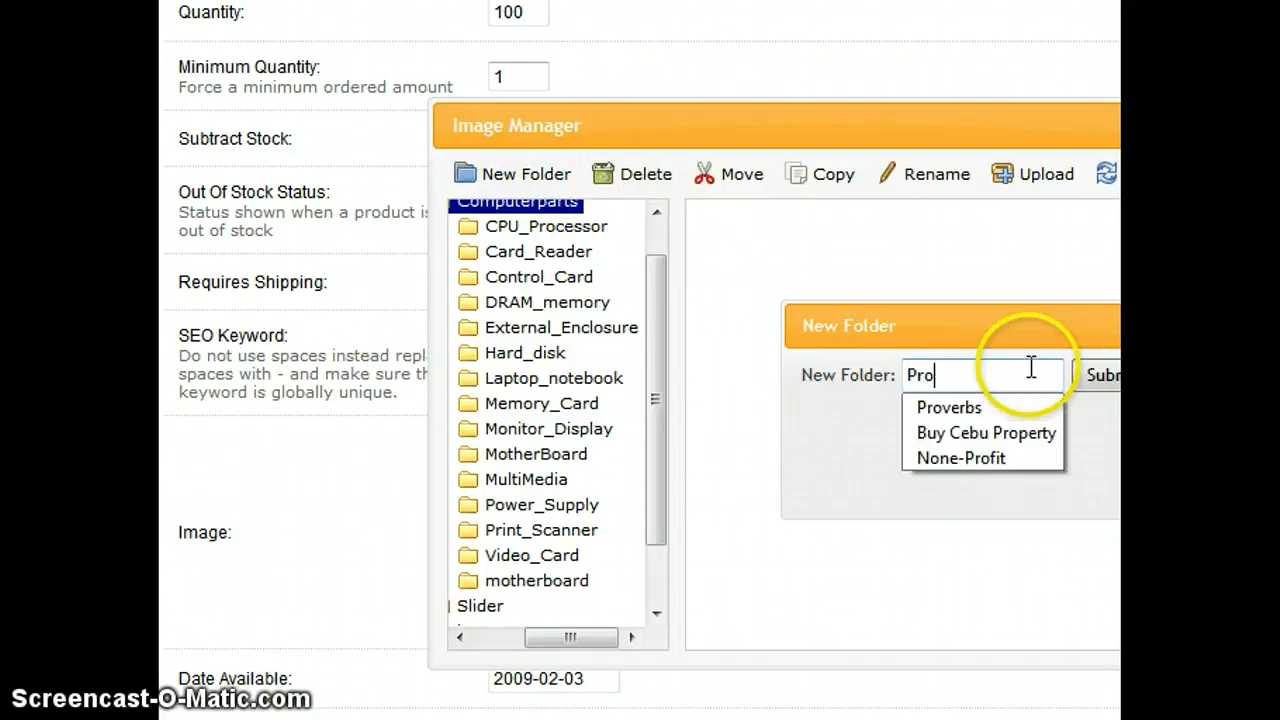 Quantity:
100
Minimum Quantity:
Force a minimum ordered amount
1
Subtract Stock:
Out Of Stock Status:
Status shown when a product is
out of stock
Requires Shipping:
SEO Keyword:
Do not use spaces instead repl
spaces with - and make sure th
keyword is globally unique.
Image:
Date Available:
2009-02-03
Image Manager
New Folder
Delete
Move
Copy
Rename
Upload
Computerparts
CPU_Processor
Card_Reader
Control_Card
DRAM_memory
External_Enclosure
Hard_disk
Laptop_notebook
Memory_Card
Monitor_Display
MotherBoard
MultiMedia
Power_Supply
Print_Scanner
Video_Card
motherboard
Slider
New Folder
New Folder:
Pro
Subm
Proverbs
Buy Cebu Property
None-Profit
Screencast-O-Matic.com